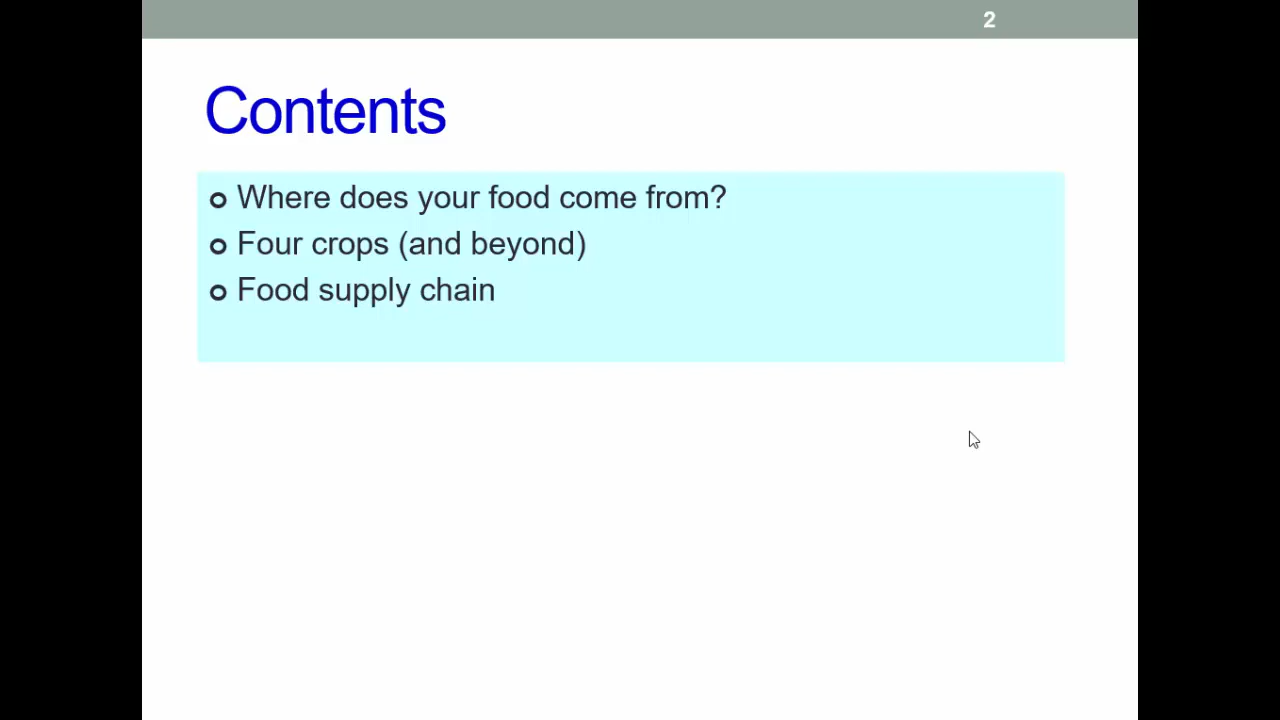 2
Contents
Where does your food come from?
Four crops (and beyond)
Food supply chain